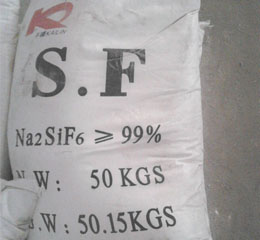 S.F
Na2SiF6 ≥ 99%
N.W: 50 KGS
G.W: 50.15KGS